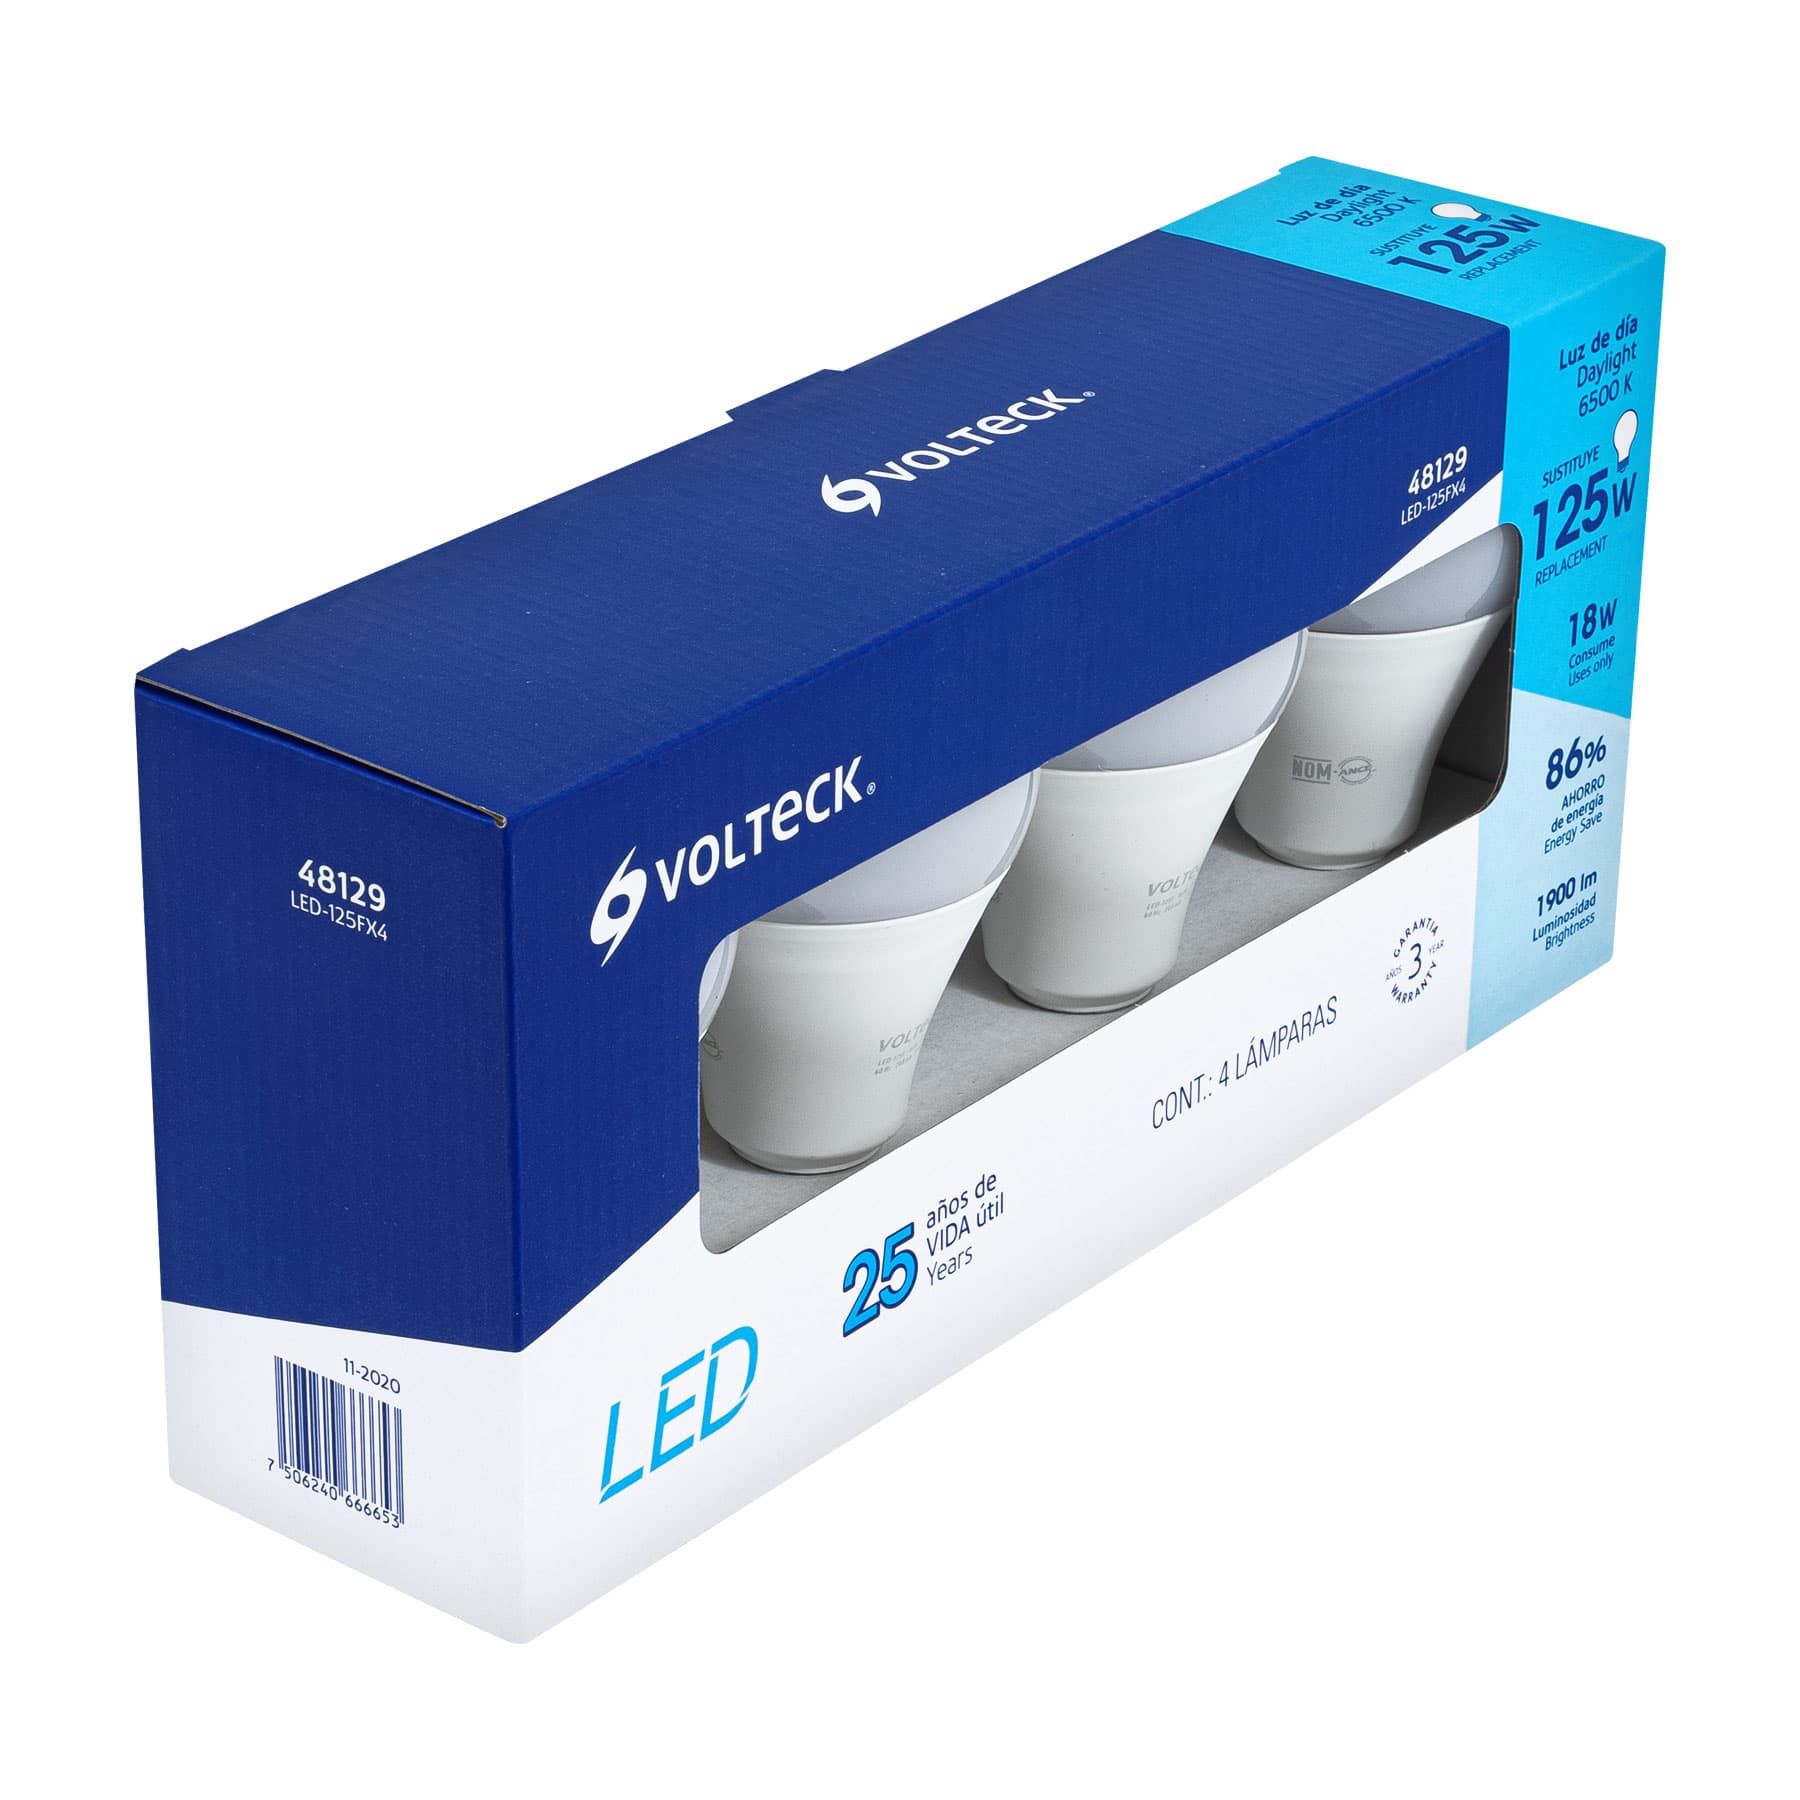 Luz de día
Daylight
6500 K
SUSTITUYE
125W
REPLACEMENT
VOLTECK®
48129
LED-125FX4
Luz de día
Daylight
6500 K
SUSTITUYE
125W
REPLACEMENT
18W
Consume
Uses only
86%
AHORRO
de energía
Energy Save
1900 lm
Luminosidad
Brightness
48129
LED-125FX4
VOLTECK®
NOM-ANCE
GARANTIA
AÑOS 3 YEAR
WARRANTY
CONT.: 4 LÁMPARAS
25 años de
VIDA útil
Years
LED
11-2020
7 506240 666653